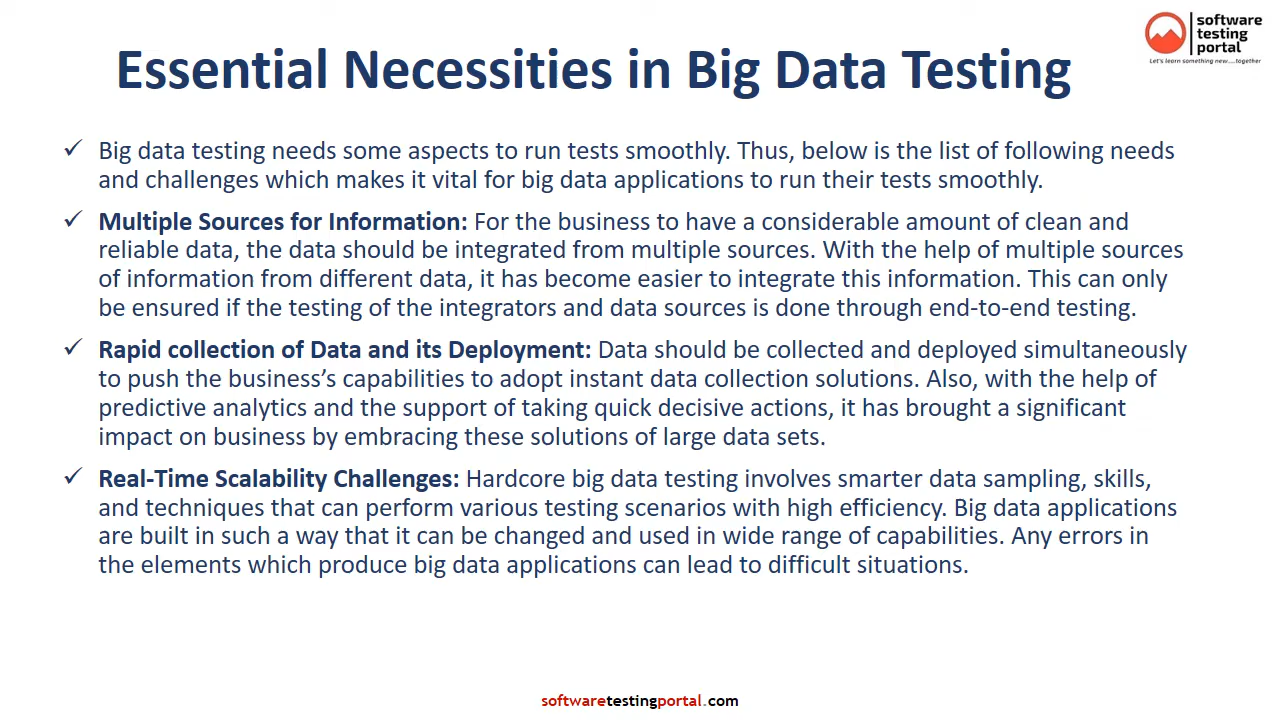 software
testing
portal
Let's learn something new....together
Essential Necessities in Big Data Testing
✓ Big data testing needs some aspects to run tests smoothly. Thus, below is the list of following needs
and challenges which makes it vital for big data applications to run their tests smoothly.
✓ Multiple Sources for Information: For the business to have a considerable amount of clean and
reliable data, the data should be integrated from multiple sources. With the help of multiple sources
of information from different data, it has become easier to integrate this information. This can only
be ensured if the testing of the integrators and data sources is done through end-to-end testing.
✓ Rapid collection of Data and its Deployment: Data should be collected and deployed simultaneously
to push the business’s capabilities to adopt instant data collection solutions. Also, with the help of
predictive analytics and the support of taking quick decisive actions, it has brought a significant
impact on business by embracing these solutions of large data sets.
✓ Real-Time Scalability Challenges: Hardcore big data testing involves smarter data sampling, skills,
and techniques that can perform various testing scenarios with high efficiency. Big data applications
are built in such a way that it can be changed and used in wide range of capabilities. Any errors in
the elements which produce big data applications can lead to difficult situations.
softwaretestingportal.com